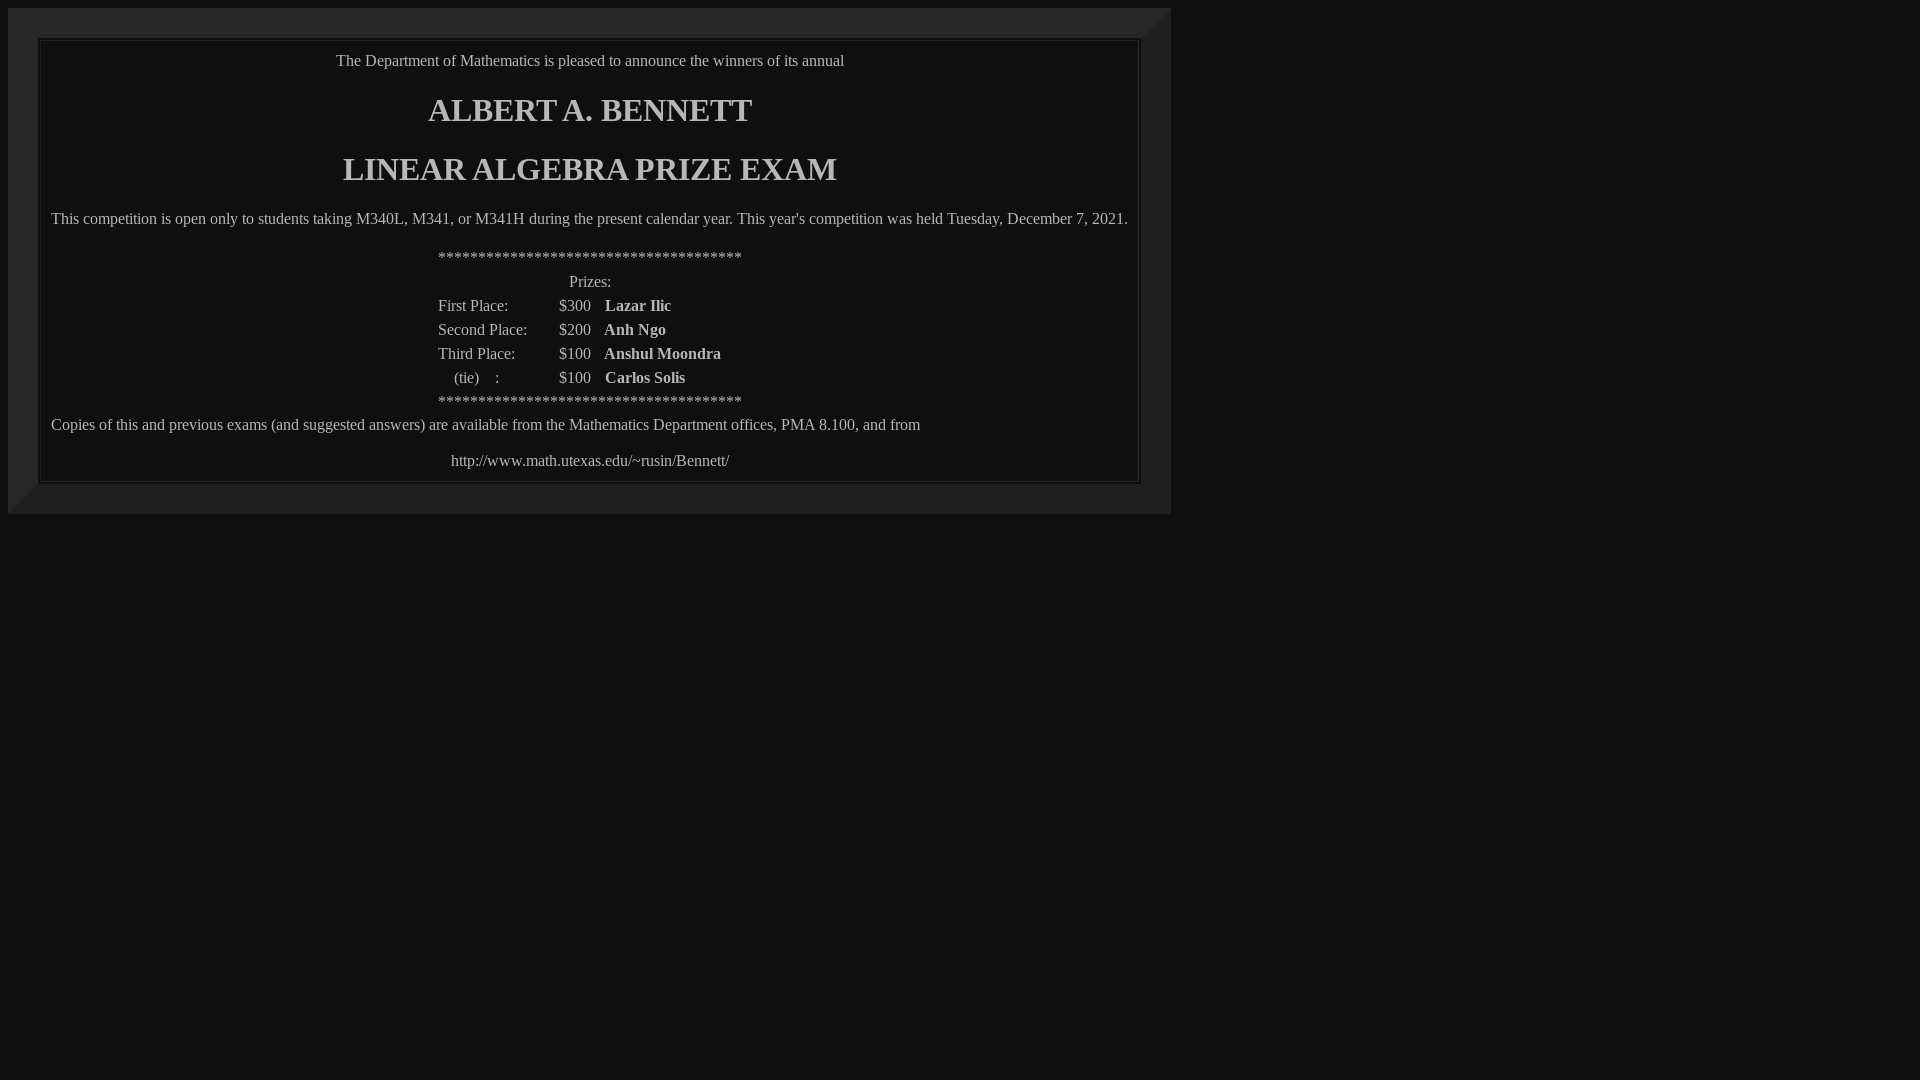 The Department of Mathematics is pleased to announce the winners of its annual
ALBERT A. BENNETT
LINEAR ALGEBRA PRIZE EXAM
This competition is open only to students taking M340L, M341, or M341H during the present calendar year. This year's competition was held Tuesday, December 7, 2021.
**************************************
Prizes:
First Place: $300 Lazar Ilic
Second Place: $200 Anh Ngo
Third Place: $100 Anshul Moondra
(tie) : $100 Carlos Solis
**************************************
Copies of this and previous exams (and suggested answers) are available from the Mathematics Department offices, PMA 8.100, and from
http://www.math.utexas.edu/~rusin/Bennett/